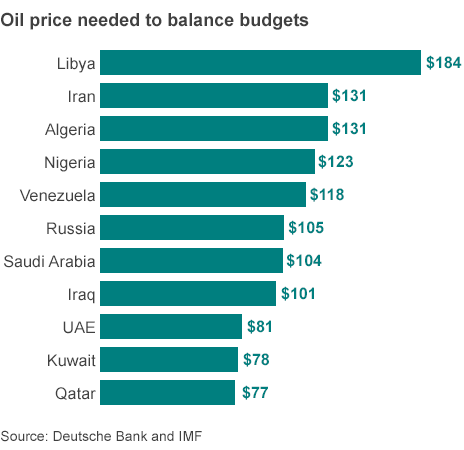 Oil price needed to balance budgets
Libya $184
Iran $131
Algeria $131
Nigeria $123
Venezuela $118
Russia $105
Saudi Arabia $104
Iraq $101
UAE $81
Kuwait $78
Qatar $77
Source: Deutsche Bank and IMF